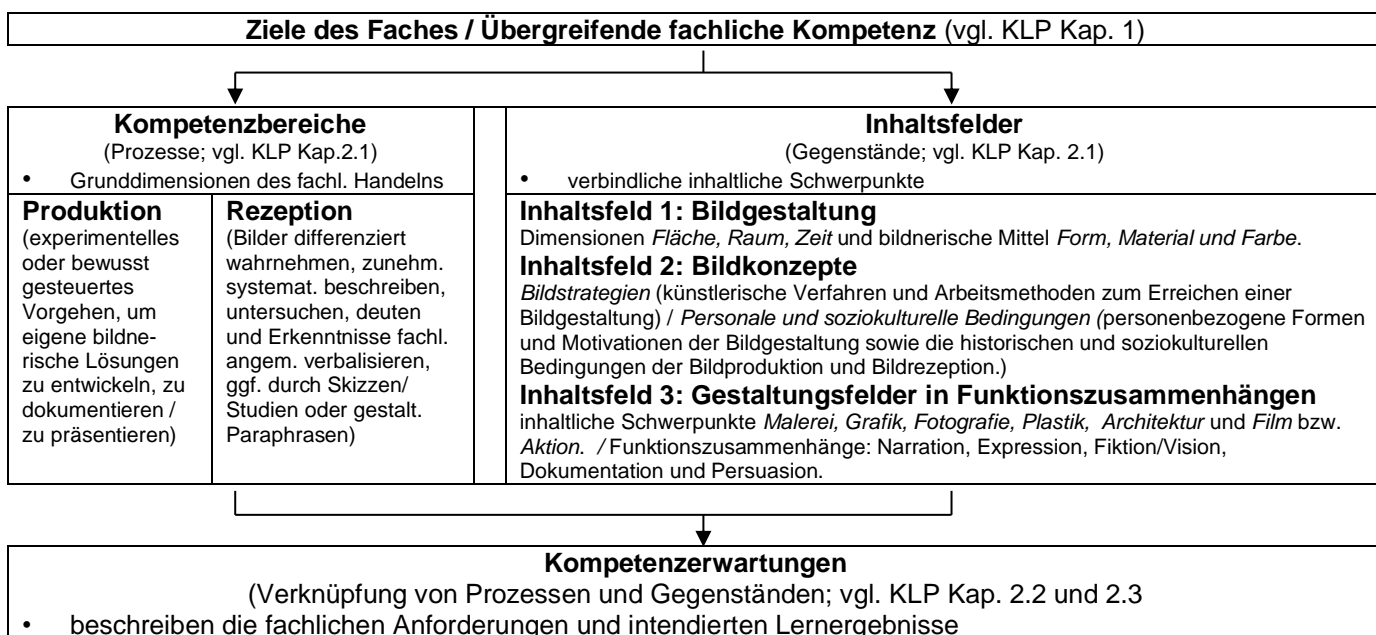 Ziele des Faches / Übergreifende fachliche Kompetenz (vgl. KLP Kap. 1)
Kompetenzbereiche
(Prozesse; vgl. KLP Kap.2.1)
• Grunddimensionen des fachl. Handelns
Produktion
(experimentelles
oder bewusst
gesteuertes
Vorgehen, um
eigene bildne-
rische Lösungen
zu entwickeln, zu
dokumentieren /
zu präsentieren)
Rezeption
(Bilder differenziert
wahrnehmen, zunehm.
systemat. beschreiben,
untersuchen, deuten
und Erkenntnisse fachl.
angem. verbalisieren,
ggf. durch Skizzen/
Studien oder gestalt.
Paraphrasen)
Inhaltsfelder
(Gegenstände; vgl. KLP Kap. 2.1)
• verbindliche inhaltliche Schwerpunkte
Inhaltsfeld 1: Bildgestaltung
Dimensionen Fläche, Raum, Zeit und bildnerische Mittel Form, Material und Farbe.
Inhaltsfeld 2: Bildkonzepte
Bildstrategien (künstlerische Verfahren und Arbeitsmethoden zum Erreichen einer
Bildgestaltung) / Personale und soziokulturelle Bedingungen (personenbezogene Formen
und Motivationen der Bildgestaltung sowie die historischen und soziokulturellen
Bedingungen der Bildproduktion und Bildrezeption.)
Inhaltsfeld 3: Gestaltungsfelder in Funktionszusammenhängen
inhaltliche Schwerpunkte Malerei, Grafik, Fotografie, Plastik, Architektur und Film bzw.
Aktion. / Funktionszusammenhänge: Narration, Expression, Fiktion/Vision,
Dokumentation und Persuasion.
Kompetenzerwartungen
(Verknüpfung von Prozessen und Gegenständen; vgl. KLP Kap. 2.2 und 2.3
• beschreiben die fachlichen Anforderungen und intendierten Lernergebnisse